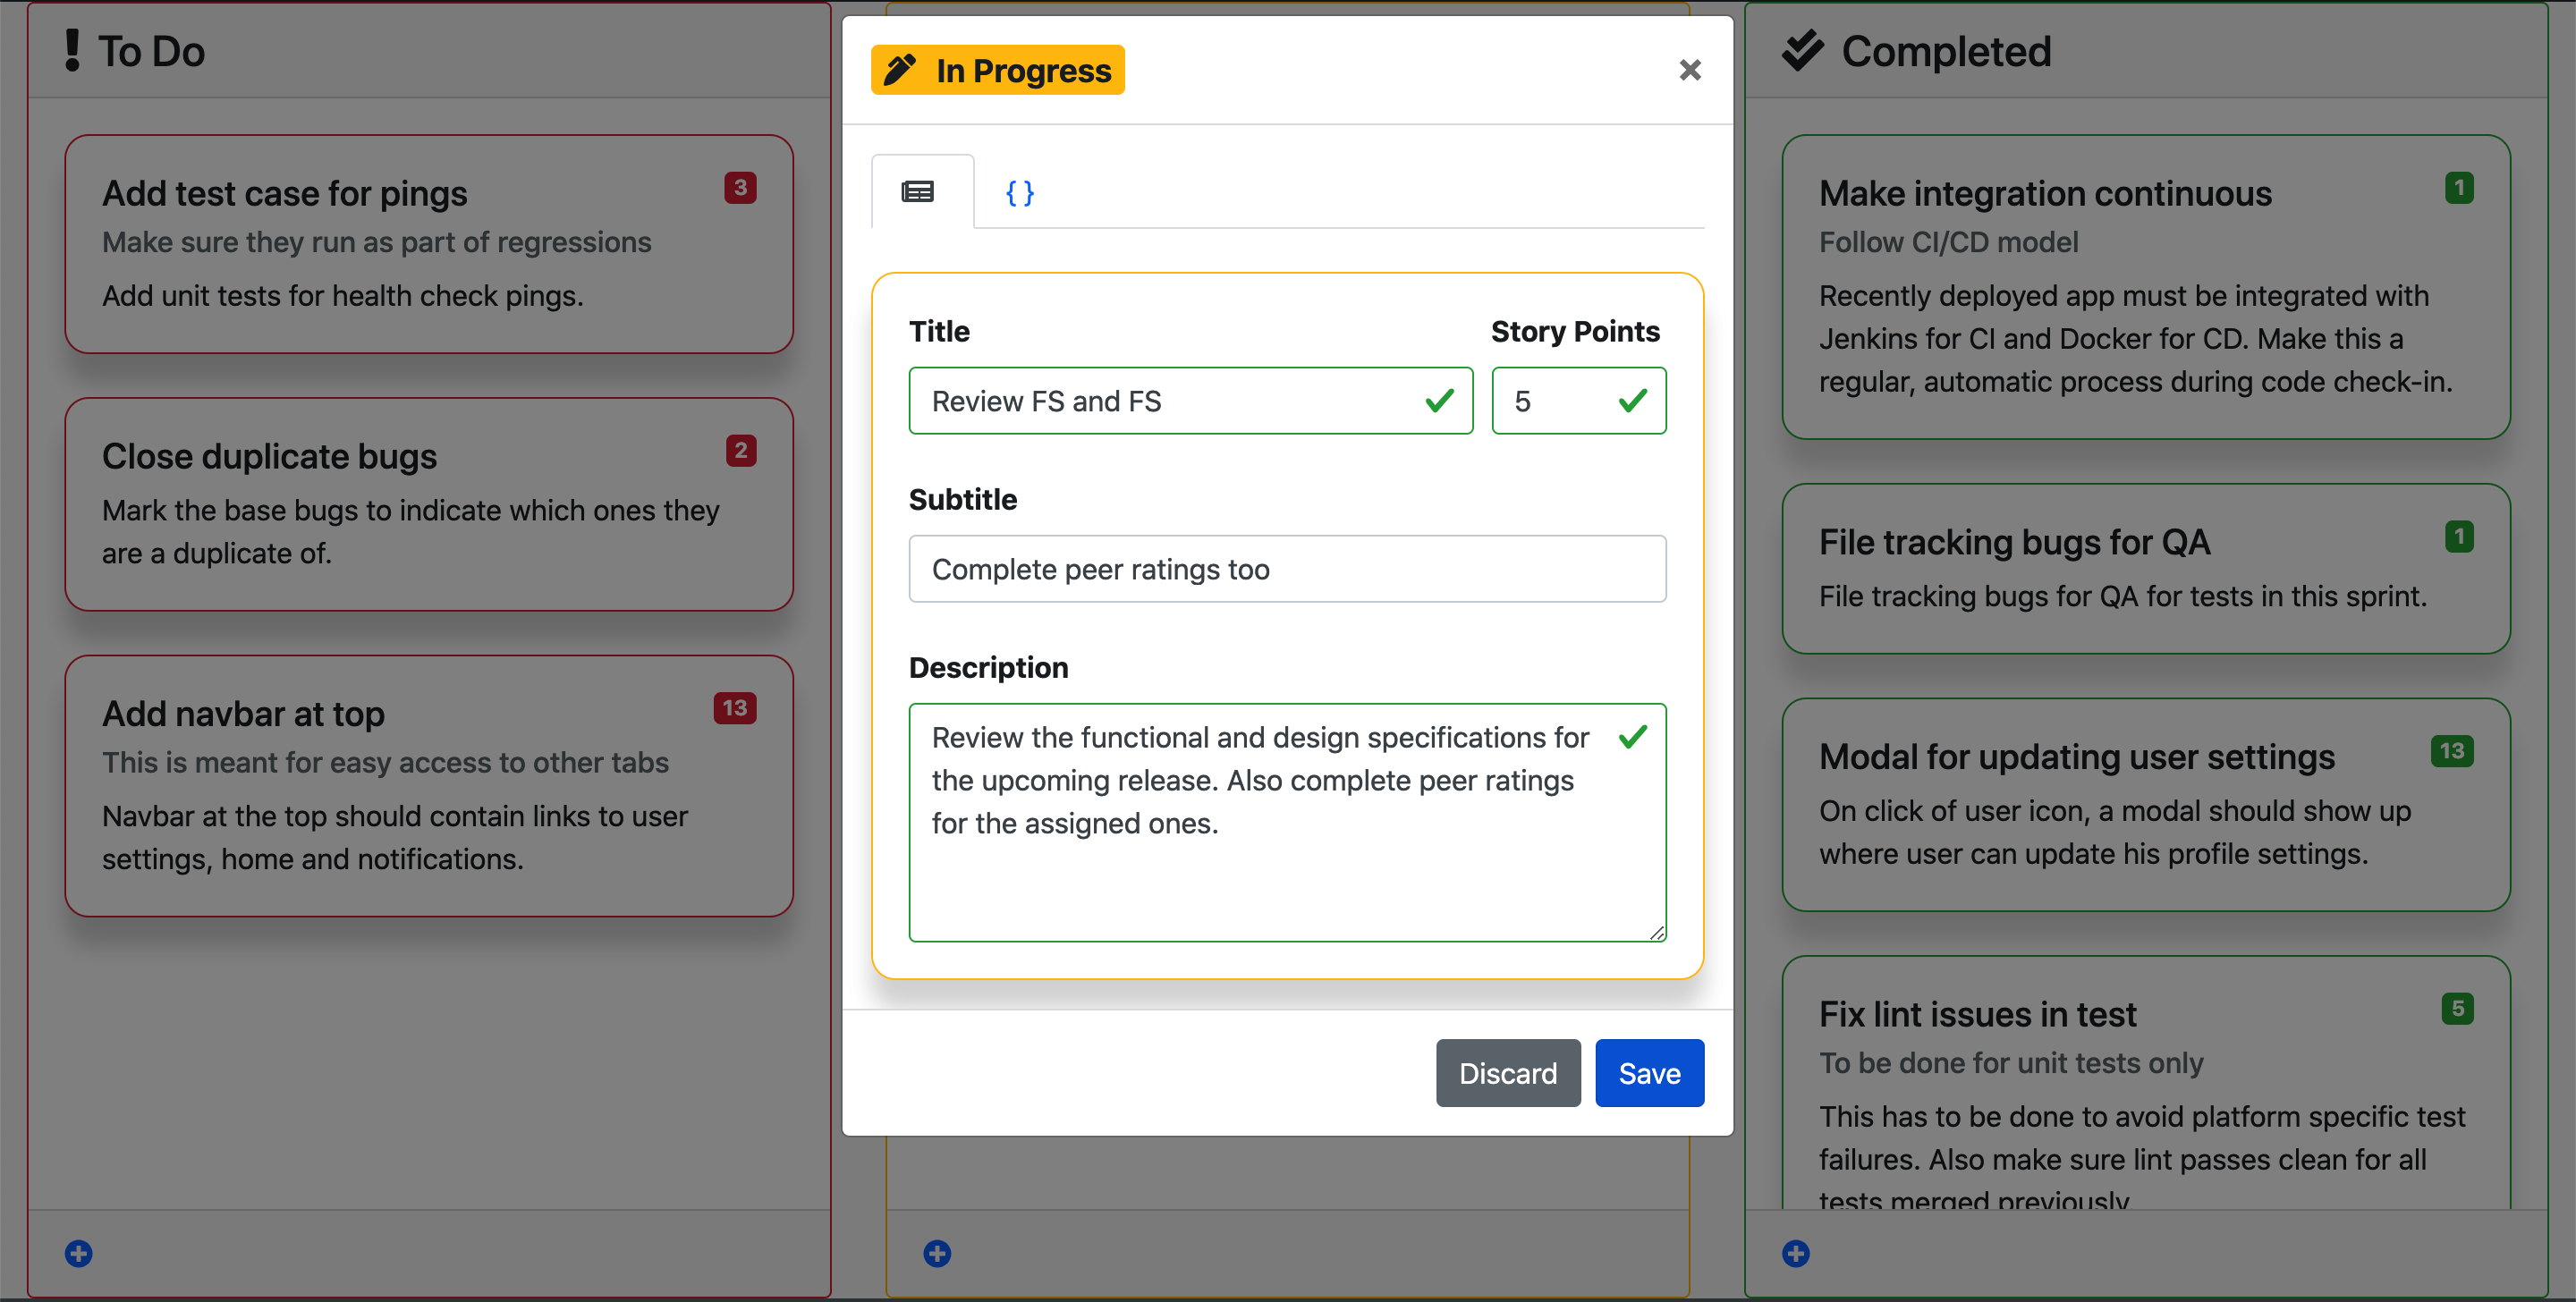 To Do
Add test case for pings
3
Make sure they run as part of regressions
Add unit tests for health check pings.
Close duplicate bugs
2
Mark the base bugs to indicate which ones they
are a duplicate of.
Add navbar at top
13
This is meant for easy access to other tabs
Navbar at the top should contain links to user
settings, home and notifications.
In Progress
{ }
Title
Story Points
Review FS and FS
5
Subtitle
Complete peer ratings too
Description
Review the functional and design specifications for
the upcoming release. Also complete peer ratings
for the assigned ones.
Discard
Save
Completed
Make integration continuous
1
Follow CI/CD model
Recently deployed app must be integrated with
Jenkins for CI and Docker for CD. Make this a
regular, automatic process during code check-in.
File tracking bugs for QA
1
File tracking bugs for QA for tests in this sprint.
Modal for updating user settings
13
On click of user icon, a modal should show up
where user can update his profile settings.
Fix lint issues in test
5
To be done for unit tests only
This has to be done to avoid platform specific test
failures. Also make sure lint passes clean for all
tests merged previously